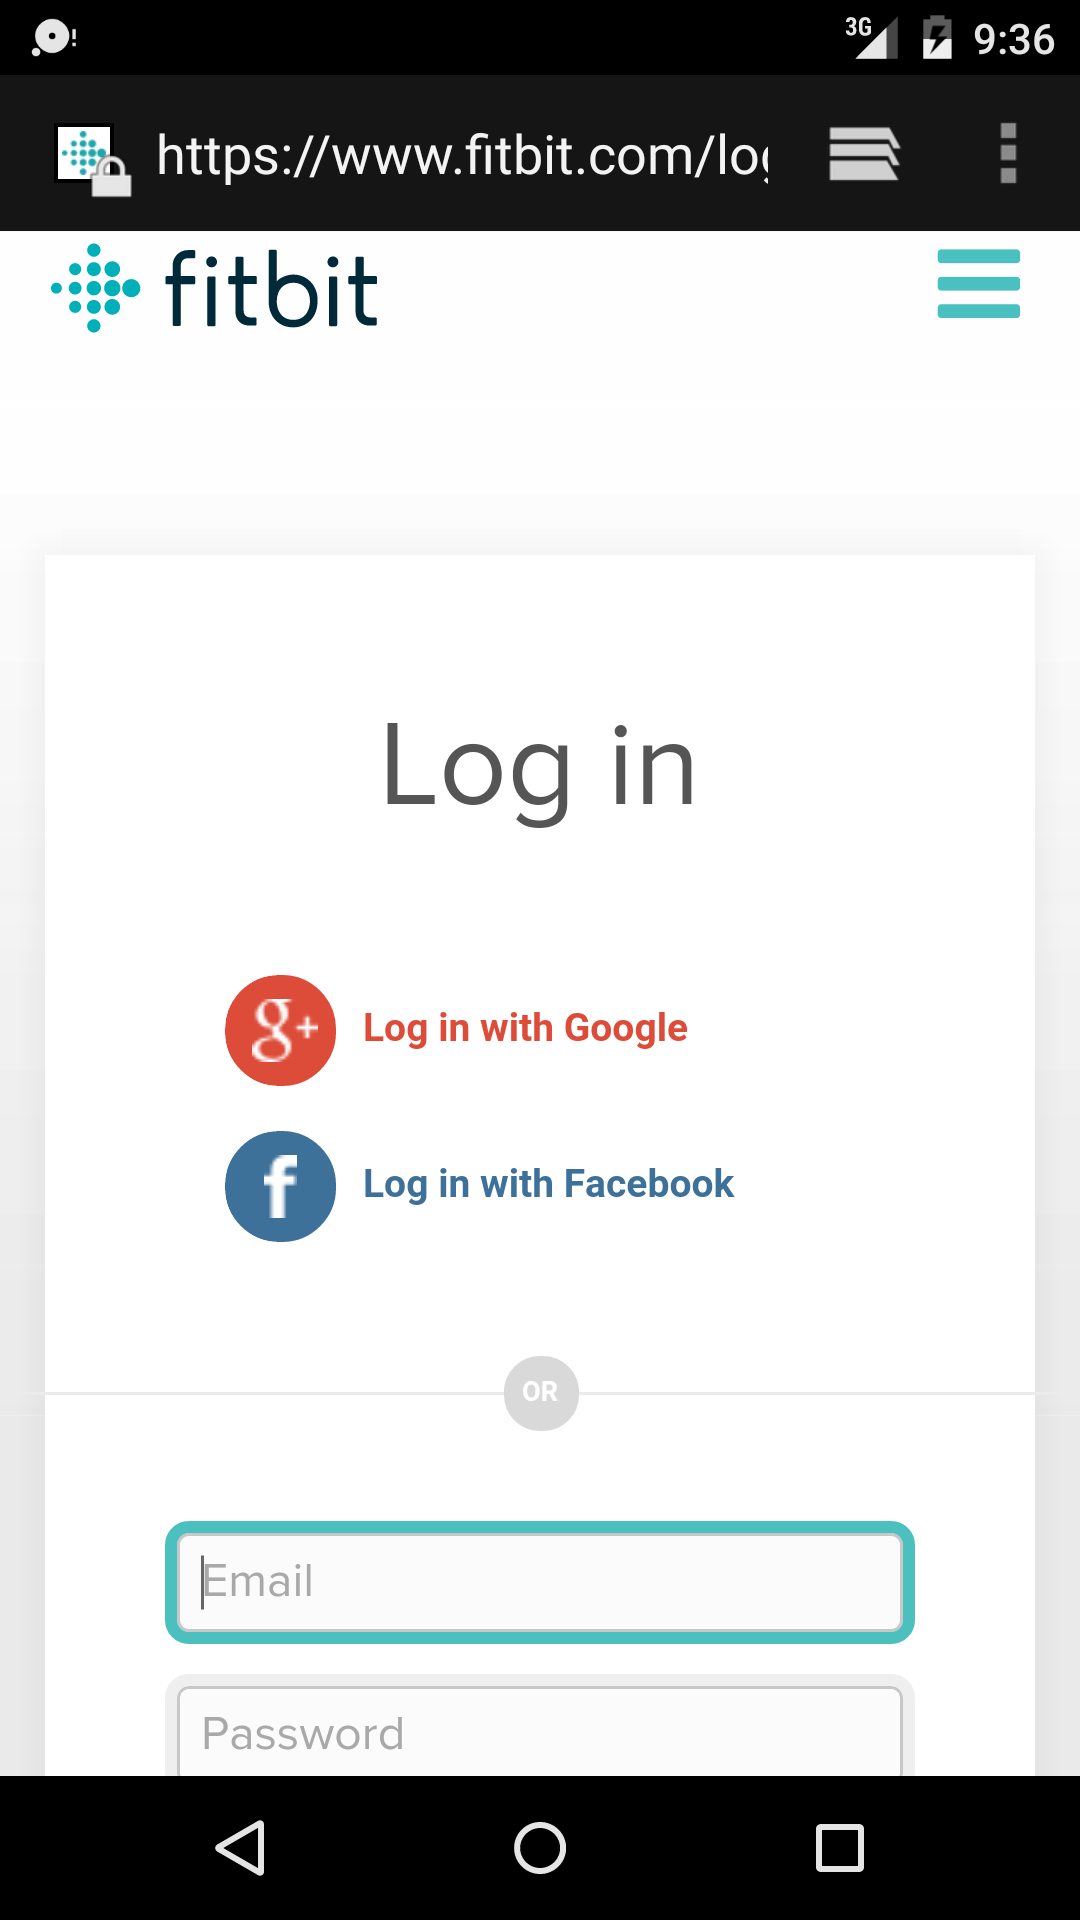 3G 9:36
https://www.fitbit.com/log
fitbit
Log in
g+ Log in with Google
f Log in with Facebook
OR
Email
Password